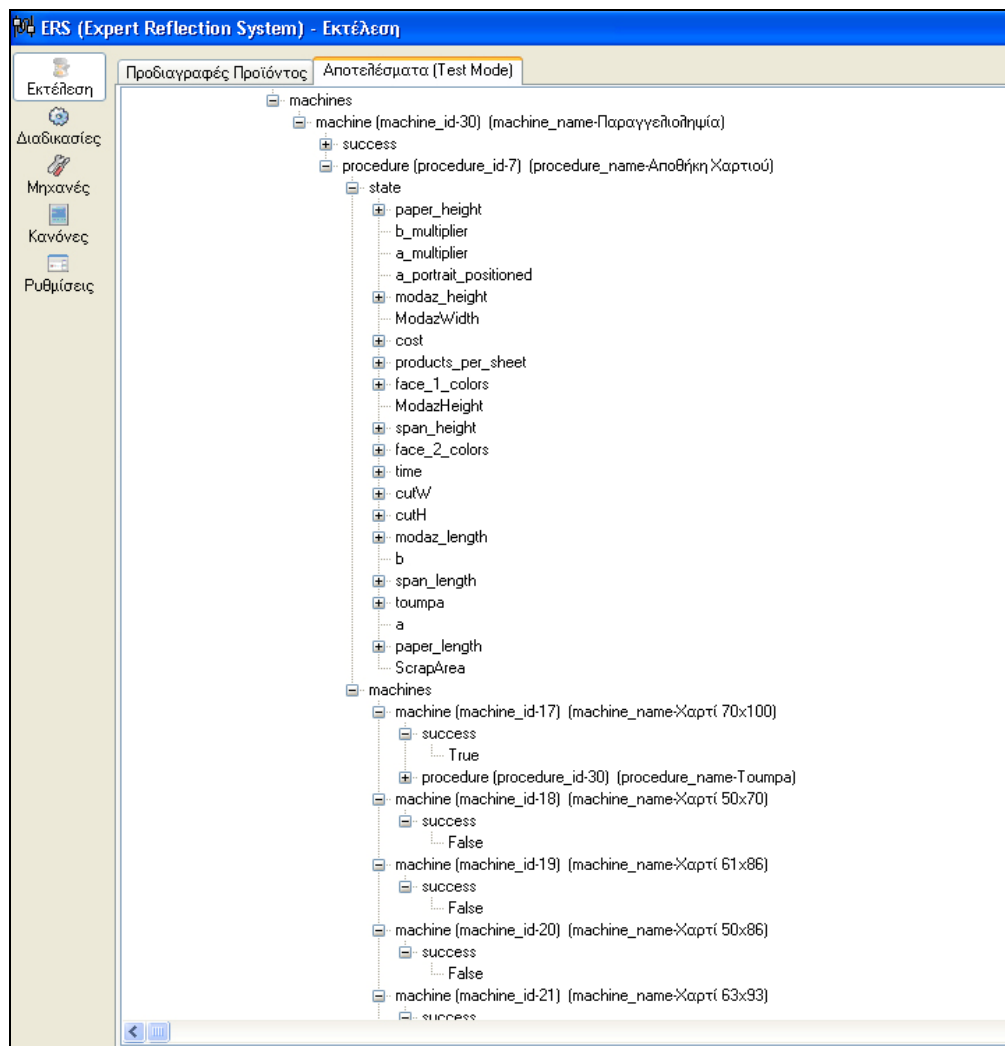 ERS (Expert Reflection System) - Εκτέλεση
Εκτέλεση
Διαδικασίες
Μηχανές
Κανόνες
Ρυθμίσεις
Προδιαγραφές Προϊόντος Αποτελέσματα (Test Mode)
machines
machine (machine_id-30) (machine_name-Παραγγελιοληψία)
success
procedure (procedure_id-7) (procedure_name-Αποθήκη Χαρτιού)
state
paper_height
b_multiplier
a_multiplier
a_portrait_positioned
modaz_height
ModazWidth
cost
products_per_sheet
face_1_colors
ModazHeight
span_height
face_2_colors
time
cutW
cutH
modaz_length
b
span_length
toumpa
a
paper_length
ScrapArea
machines
machine (machine_id-17) (machine_name-Χαρτί 70x100)
success
True
procedure (procedure_id-30) (procedure_name-Toumpa)
machine (machine_id-18) (machine_name-Χαρτί 50x70)
success
False
machine (machine_id-19) (machine_name-Χαρτί 61x86)
success
False
machine (machine_id-20) (machine_name-Χαρτί 50x86)
success
False
machine (machine_id-21) (machine_name-Χαρτί 63x93)
success